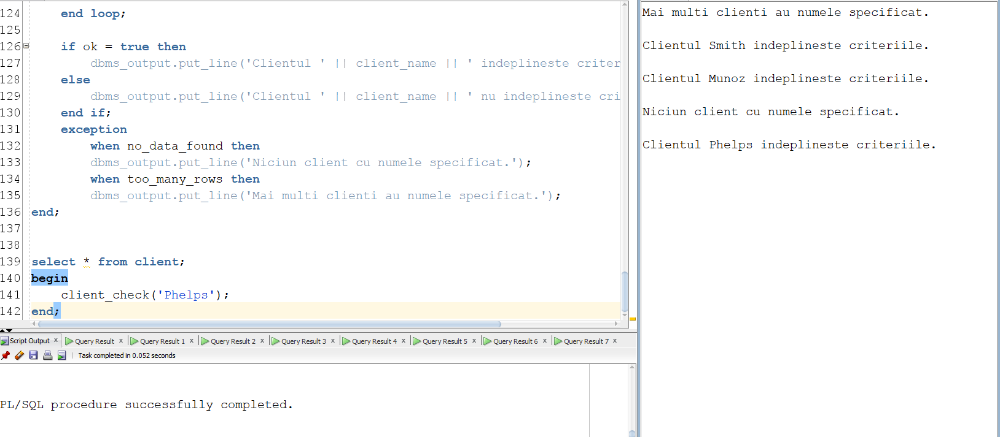 124     end loop;
125
126     if ok = true then
127         dbms_output.put_line('Clientul ' || client_name || ' indeplineste criter
128     else
129         dbms_output.put_line('Clientul ' || client_name || ' nu indeplineste cri
130     end if;
131     exception
132         when no_data_found then
133         dbms_output.put_line('Niciun client cu numele specificat.');
134         when too_many_rows then
135         dbms_output.put_line('Mai multi clienti au numele specificat.');
136 end;
137
138
139 select * from client;
140 begin
141     client_check('Phelps');
142 end;
Script Output x Query Result x Query Result 1 x Query Result 2 x Query Result 3 x Query Result 4 x Query Result 5 x Query Result 6 x Query Result 7 x
Task completed in 0.052 seconds
PL/SQL procedure successfully completed.
Mai multi clienti au numele specificat.
Clientul Smith indeplineste criteriile.
Clientul Munoz indeplineste criteriile.
Niciun client cu numele specificat.
Clientul Phelps indeplineste criteriile.